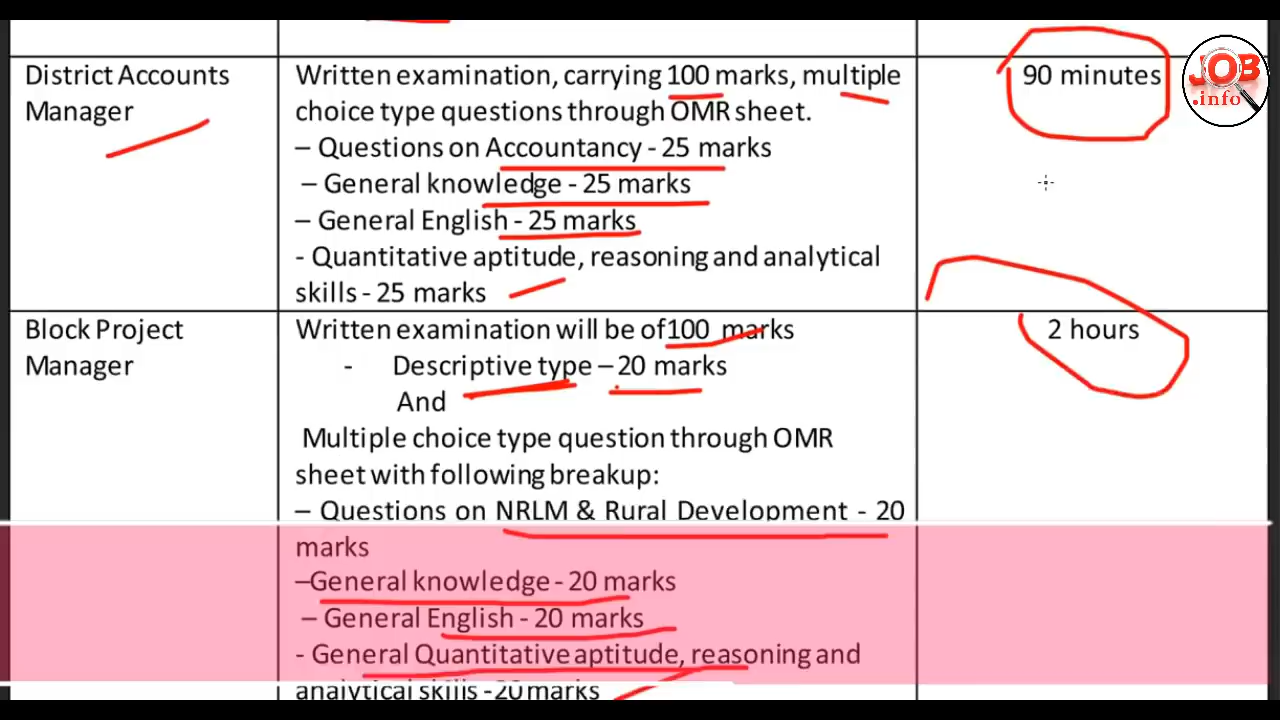 District Accounts
Manager
Written examination, carrying 100 marks, multiple
choice type questions through OMR sheet.
– Questions on Accountancy - 25 marks
– General knowledge - 25 marks
– General English - 25 marks
- Quantitative aptitude, reasoning and analytical
skills - 25 marks
90 minutes
JOB
.info
Block Project
Manager
Written examination will be of 100 marks
- Descriptive type – 20 marks
And
Multiple choice type question through OMR
sheet with following breakup:
– Questions on NRLM & Rural Development - 20
marks
–General knowledge - 20 marks
– General English - 20 marks
- General Quantitative aptitude, reasoning and
analytical skills -20 marks
2 hours